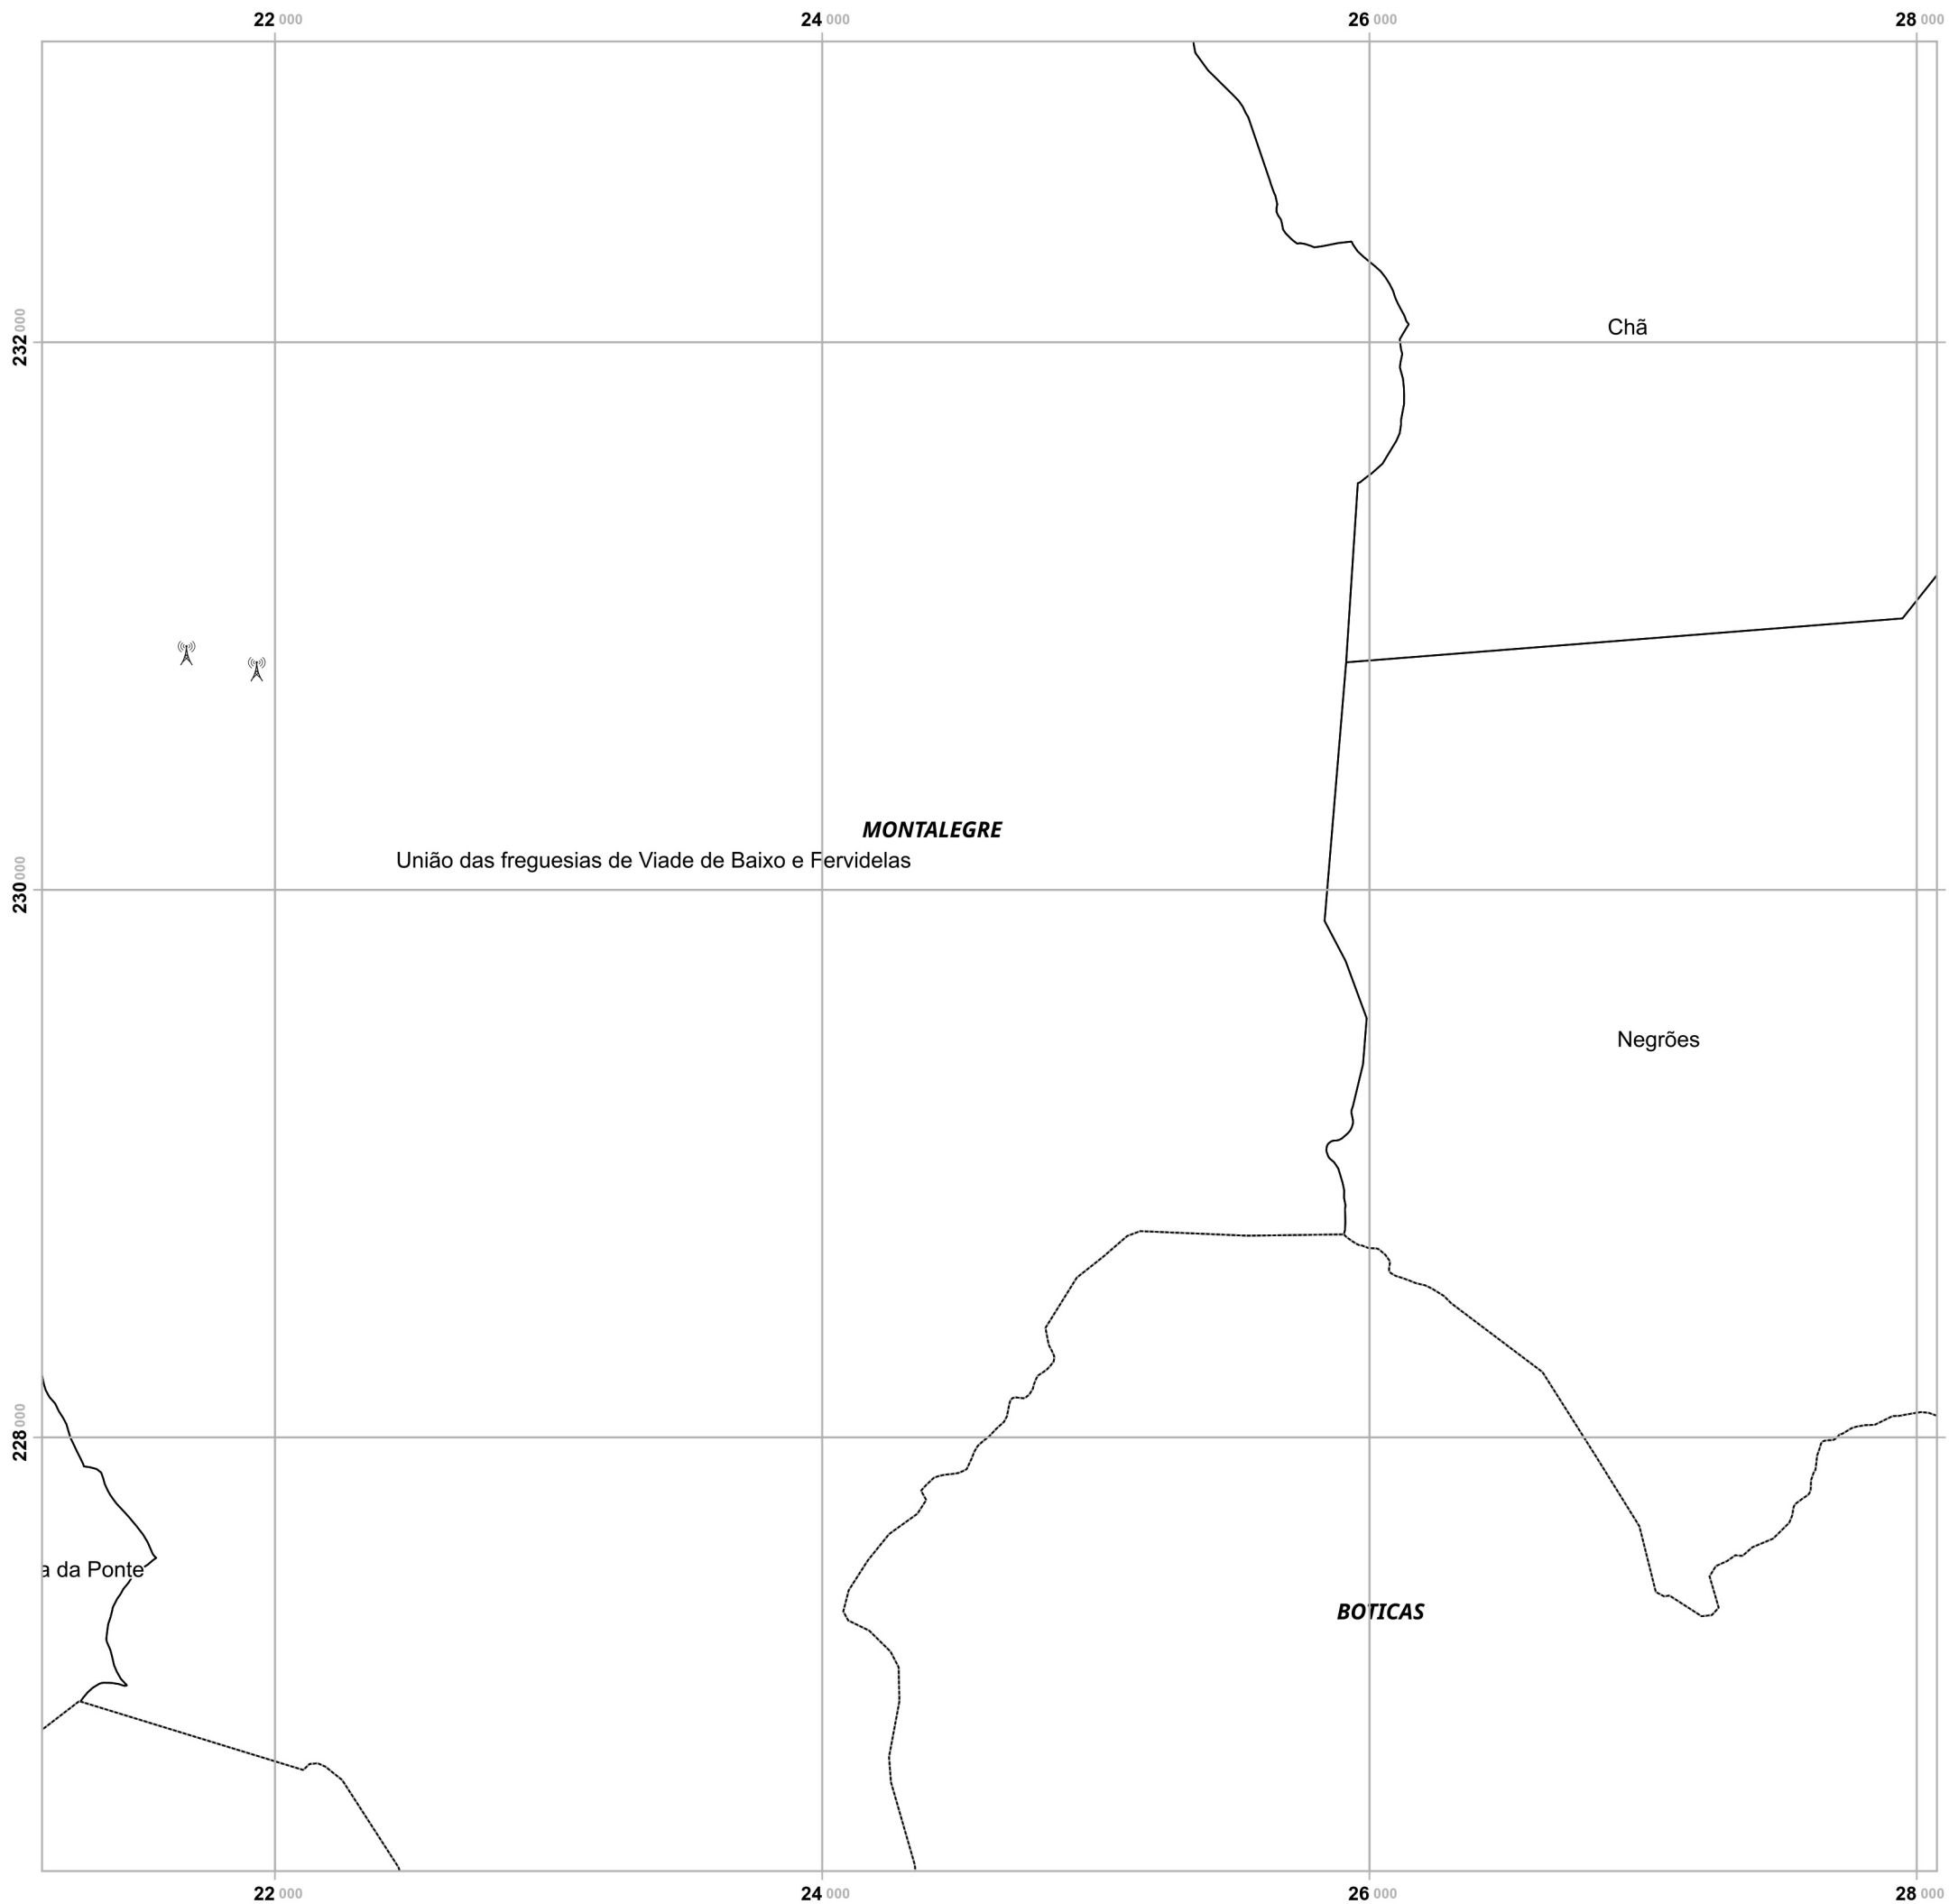 22 000 24 000 26 000 28 000
232 000
Chã
MONTALEGRE
União das freguesias de Viade de Baixo e Fervidelas
230 000
Negrões
228 000
a da Ponte
BOTICAS
22 000 24 000 26 000 28 000